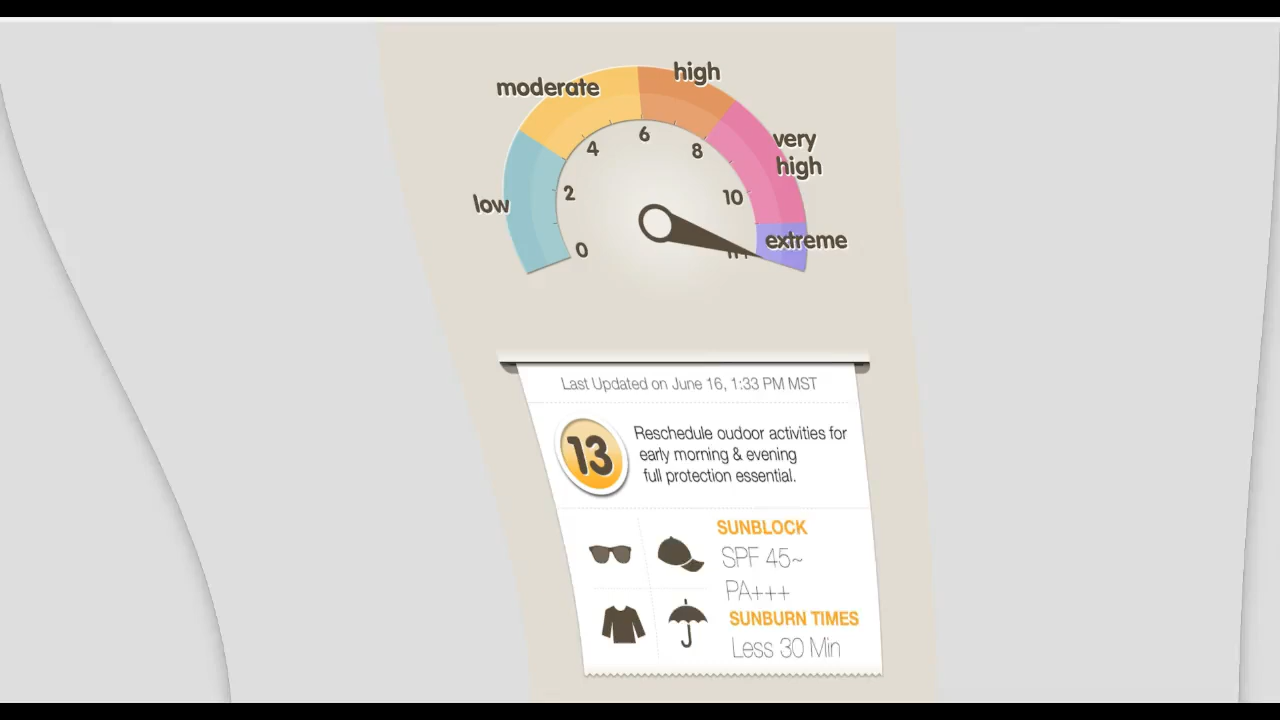 high
moderate
very
high
low
extreme
6
4
8
2
10
0
Last Updated on June 16, 1:33 PM MST
13
Reschedule oudoor activities for
early morning & evening
full protection essential.
SUNBLOCK
SPF 45~
PA+++
SUNBURN TIMES
Less 30 Min